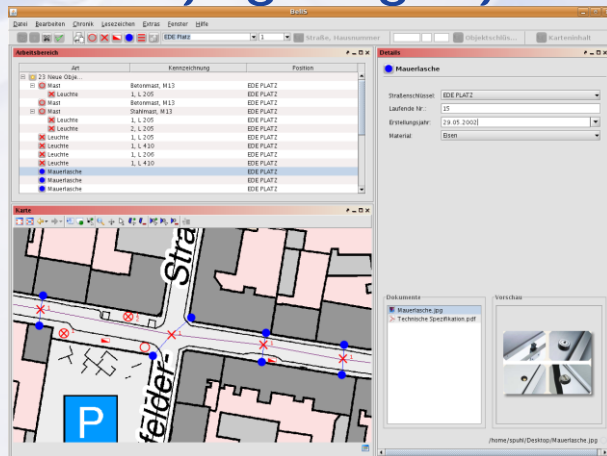 BelIS
Datei Bearbeiten Chronik Lesezeichen Extras Fenster Hilfe
EDE Platz 1 Straße, Hausnummer Objektschlüs... Karteninhalt
Arbeitsbereich
Art Kennzeichnung Position
23 Neue Obje...
Mast Betonmast, M13 EDE PLATZ
Leuchte 1, L 205 EDE PLATZ
Mast Betonmast, M13 EDE PLATZ
Mast Stahlmast, M13 EDE PLATZ
Leuchte 1, L 205 EDE PLATZ
Leuchte 2, L 205 EDE PLATZ
Leuchte 1, L 205 EDE PLATZ
Leuchte 1, L 410 EDE PLATZ
Leuchte 1, L 206 EDE PLATZ
Leuchte 1, L 410 EDE PLATZ
Mauerlasche EDE PLATZ
Mauerlasche EDE PLATZ
Mauerlasche EDE PLATZ
Karte
Stra
felder-
P
Details
Mauerlasche
Straßenschlüssel: EDE PLATZ
Laufende Nr.: 15
Erstellungsjahr: 29.05.2002
Material: Eisen
Dokumente
Mauerlasche.jpg
Technische Spezifikation.pdf
Vorschau
/home/spuhl/Desktop/Mauerlasche.jpg